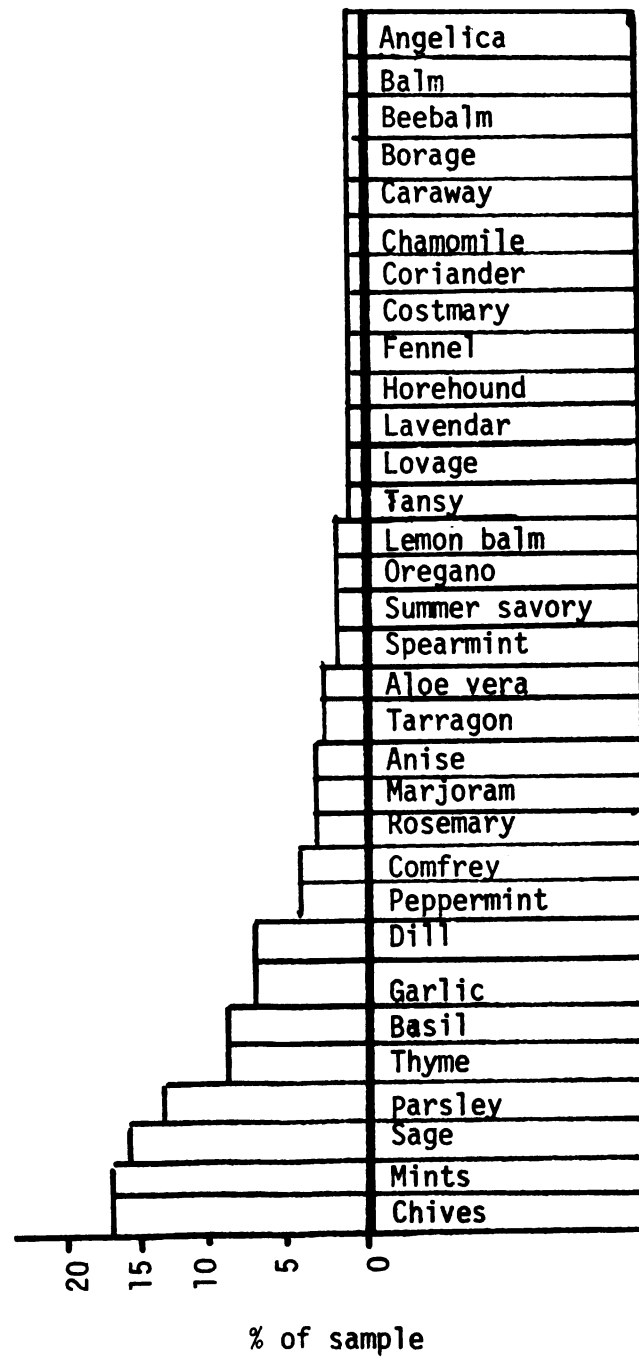 Angelica
Balm
Beebalm
Borage
Caraway
Chamomile
Coriander
Costmary
Fennel
Horehound
Lavendar
Lovage
Tansy
Lemon balm
Oregano
Summer savory
Spearmint
Aloe vera
Tarragon
Anise
Marjoram
Rosemary
Comfrey
Peppermint
Dill
Garlic
Basil
Thyme
Parsley
Sage
Mints
Chives
20 15 10 5 0
% of sample